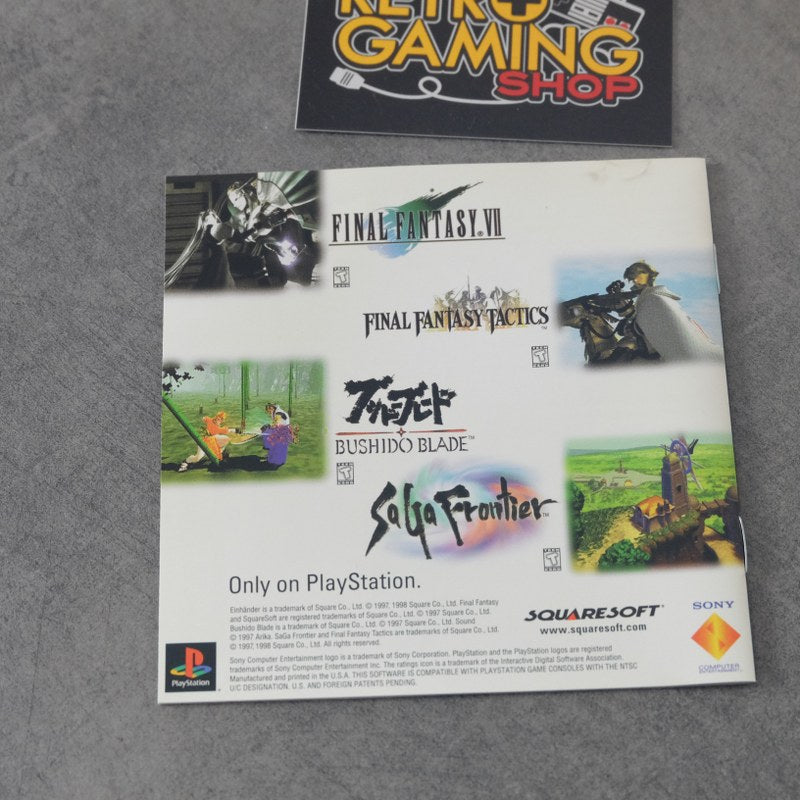 RETRO
GAMING
SHOP
FINAL FANTASY® VII
FINAL FANTASY TACTICS™
ブシドーブレード
BUSHIDO BLADE™
SaGa Frontier™
Only on PlayStation.
Einhänder is a trademark of Square Co., Ltd. © 1997, 1998 Square Co., Ltd. Final Fantasy
and SquareSoft are registered trademarks of Square Co., Ltd. © 1997 Square Co., Ltd.
Bushido Blade is a trademark of Square Co., Ltd. © 1997 Square Co., Ltd. Sound
© 1997 Arika. SaGa Frontier and Final Fantasy Tactics are trademarks of Square Co., Ltd.
© 1997, 1998 Square Co., Ltd. All rights reserved.
SQUARESOFT®
www.squaresoft.com
SONY
COMPUTER
ENTERTAINMENT
PlayStation
Sony Computer Entertainment logo is a trademark of Sony Corporation, PlayStation and the PlayStation logos are registered
trademarks of Sony Computer Entertainment Inc. The ratings icon is a trademark of the Interactive Digital Software Association.
Manufactured and printed in the U.S.A. THIS SOFTWARE IS COMPATIBLE WITH PLAYSTATION GAME CONSOLES WITH THE NTSC
U/C DESIGNATION. U.S. AND FOREIGN PATENTS PENDING.